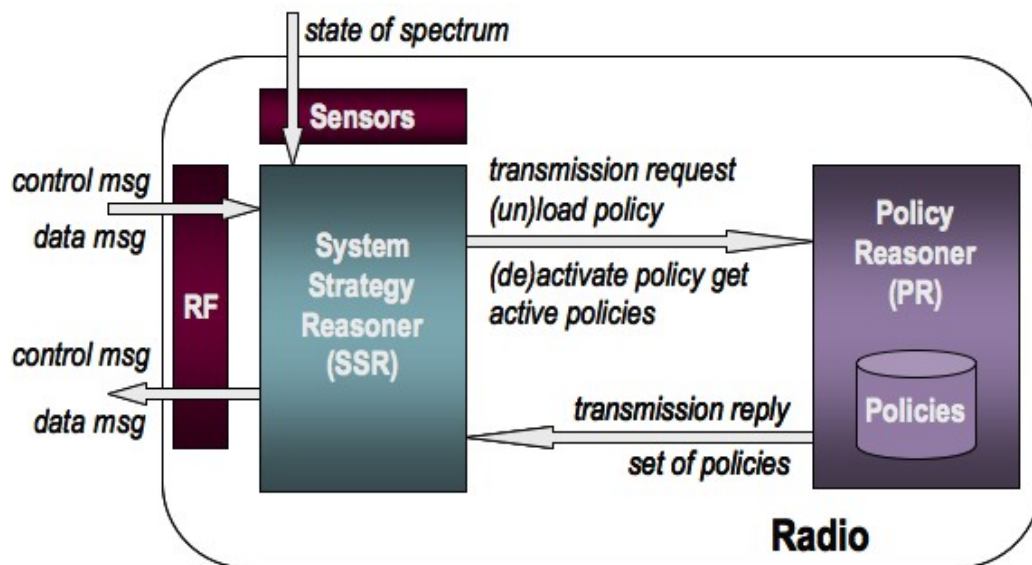 state of spectrum
Sensors
control msg
data msg
RF
control msg
data msg
System
Strategy
Reasoner
(SSR)
transmission request
(un)load policy
(de)activate policy get
active policies
transmission reply
set of policies
Policy
Reasoner
(PR)
Policies
Radio